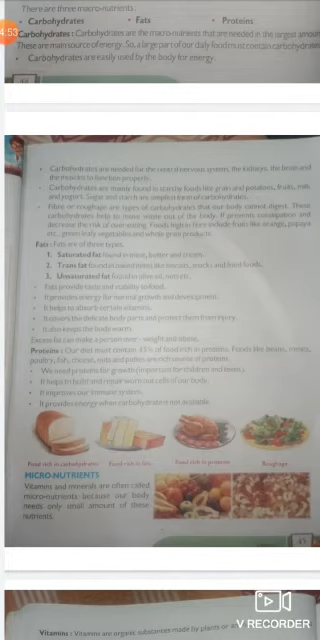 There are three macro-nutrients :
• Carbohydrates • Fats • Proteins
4:53
Carbohydrates : Carbohydrates are the macro-nutrients that are needed in the largest amoun
These are main source of energy. So, a large part of our daily food must contain carbohydrates
• Carbohydrates are easily used by the body for energy.
44
• Carbohydrates are needed for the central nervous system, the kidneys, the brain and
the muscles to function properly.
• Carbohydrates are mainly found in starchy foods like grain and potatoes, fruits, milk
and yogurt. Sugar and starch are simplest form of carbohydrates.
• Fibre or roughage are types of carbohydrates that our body cannot digest. These
carbohydrates help to move waste out of the body. It prevents constipation and
decrease the risk of over-eating. Foods high in fibre include fruits like orange, papaya
etc., green leafy vegetables and whole grain products.
Fats : Fats are of three types.
1. Saturated fat found in meat, butter and cream.
2. Trans fat found in baked items like biscuits, snacks and fried foods.
3. Unsaturated fat found in olive oil, nuts etc.
• Fats provide taste and stability to food.
• It provides energy for normal growth and development.
• It helps to absorb certain vitamins.
• It covers the delicate body parts and protect them from injury.
• It also keeps the body warm.
Excess fat can make a person over - weight and obese.
Proteins : Our diet must contain 35% of food rich in proteins. Foods like beans, meats,
poultry, fish, cheese, nuts and pulses are rich source of proteins.
• We need proteins for growth (important for children and teens.)
• It helps to build and repair worn out cells of our body.
• It improves our immune system.
• It provides energy when carbohydrate is not available.
Food rich in carbohydrates Food rich in fats Food rich in proteins Roughage
MICRO-NUTRIENTS
Vitamins and minerals are often called
micro-nutrients because our body
needs only small amount of these
nutrients.
45
V RECORDER
Vitamins : Vitamins are organic substances made by plants or